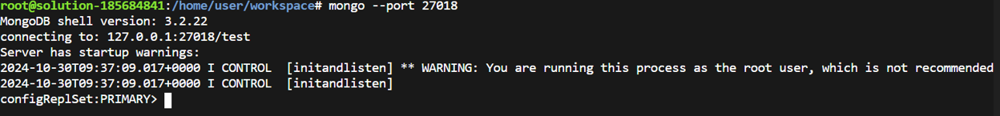 root@solution-185684841:/home/user/workspace# mongo --port 27018
MongoDB shell version: 3.2.22
connecting to: 127.0.0.1:27018/test
Server has startup warnings:
2024-10-30T09:37:09.017+0000 I CONTROL  [initandlisten] ** WARNING: You are running this process as the root user, which is not recommended
2024-10-30T09:37:09.017+0000 I CONTROL  [initandlisten]
configReplSet:PRIMARY>